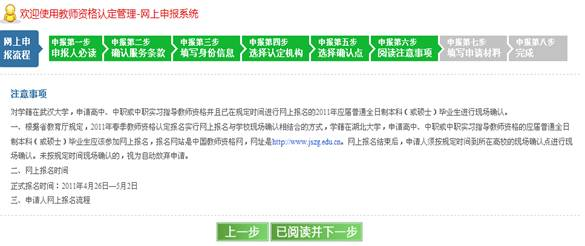 欢迎使用教师资格认定管理-网上申报系统
网上申报流程
申报第一步 申报人必读
申报第二步 确认服务条款
申报第三步 填写身份信息
申报第四步 选择认定机构
申报第五步 选择确认点
申报第六步 阅读注意事项
申报第七步 填写申请材料
申报第八步 完成
注意事项
对学籍在武汉大学,申请高中、中职或中职实习指导教师资格并且已在规定时间进行网上报名的2011年应届普通全日制本科(或硕士)毕业生进行现场确认。
一、根据省教育厅规定,2011年春季教师资格认定报名实行网上报名与学校现场确认相结合的方式,学籍在湖北大学,申请高中、中职或中职实习指导教师资格的应届普通全日
制本科(或硕士)毕业生应该参加网上报名,报名网站是中国教师资格网,网址是http://www.jszg.edu.cn。网上报名结束后,申请人须按规定时间到所在高校的现场确认点进行现
场确认。未按规定时间现场确认的,视为自动放弃申请。
二、网上报名时间
正式报名时间:2011年4月26日—5月2日
三、申请人网上报名流程
上一步 已阅读并下一步